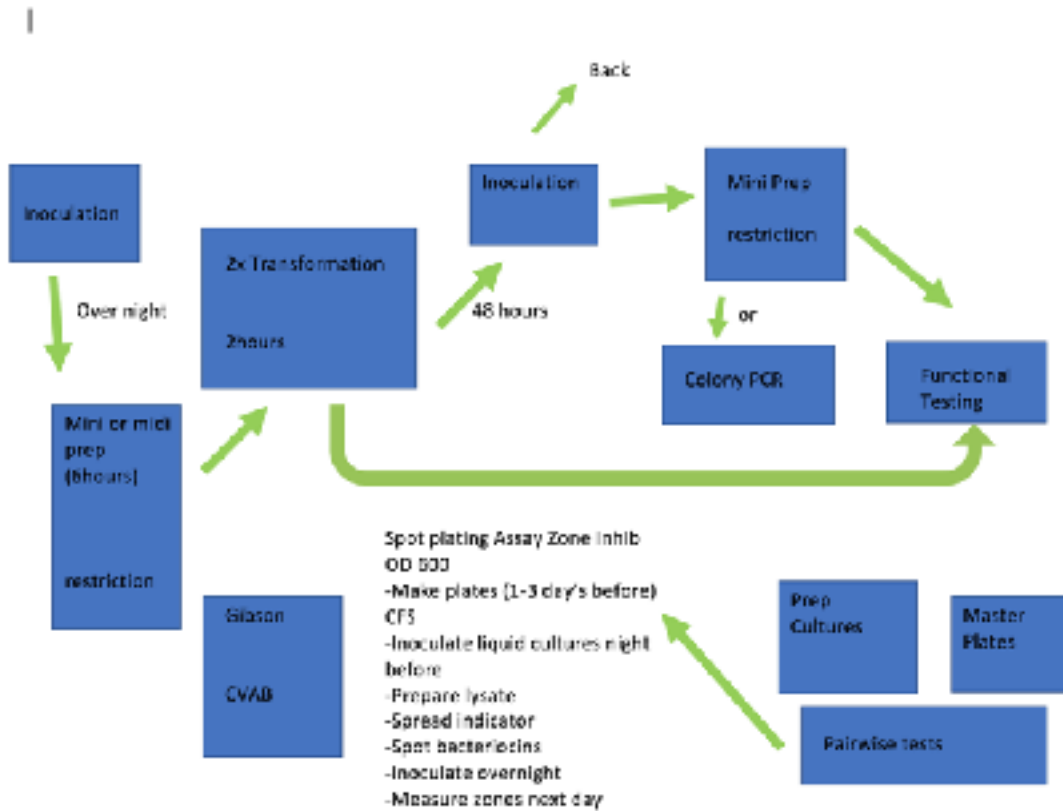 Back
Inoculation
Over night
Mini or midi
prep
(6hours)
restriction
2x Transformation
2hours
48 hours
Inoculation
Mini Prep
restriction
or
Colony PCR
Functional
Testing
Gibson
CVAB
Spot plating Assay Zone Inhib
OD 600
-Make plates (1-3 day's before)
CFS
-Inoculate liquid cultures night
before
-Prepare lysate
-Spread indicator
-Spot bacteriocins
-Inoculate overnight
-Measure zones next day
Prep
Cultures
Master
Plates
Pairwise tests